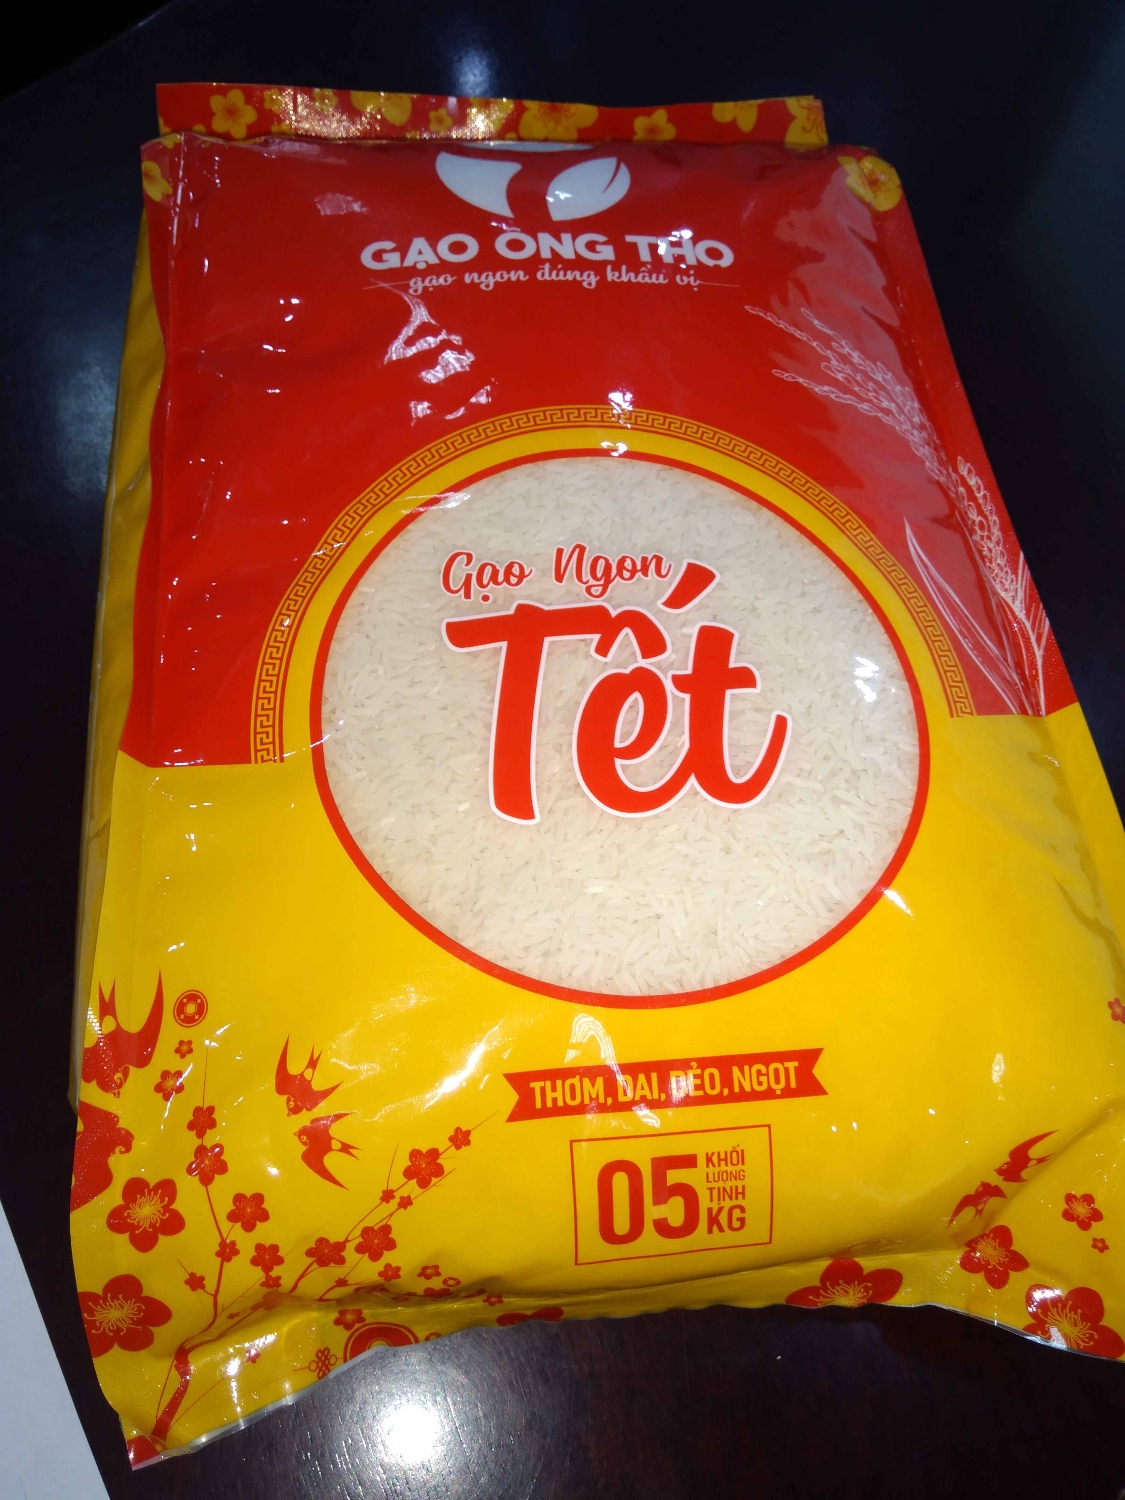 GẠO ÔNG THỌ
gạo ngon đúng khẩu vị
Gạo Ngon
Tết
THƠM, DAI, DẺO, NGỌT
05
KHỐI
LƯỢNG
TỊNH
KG